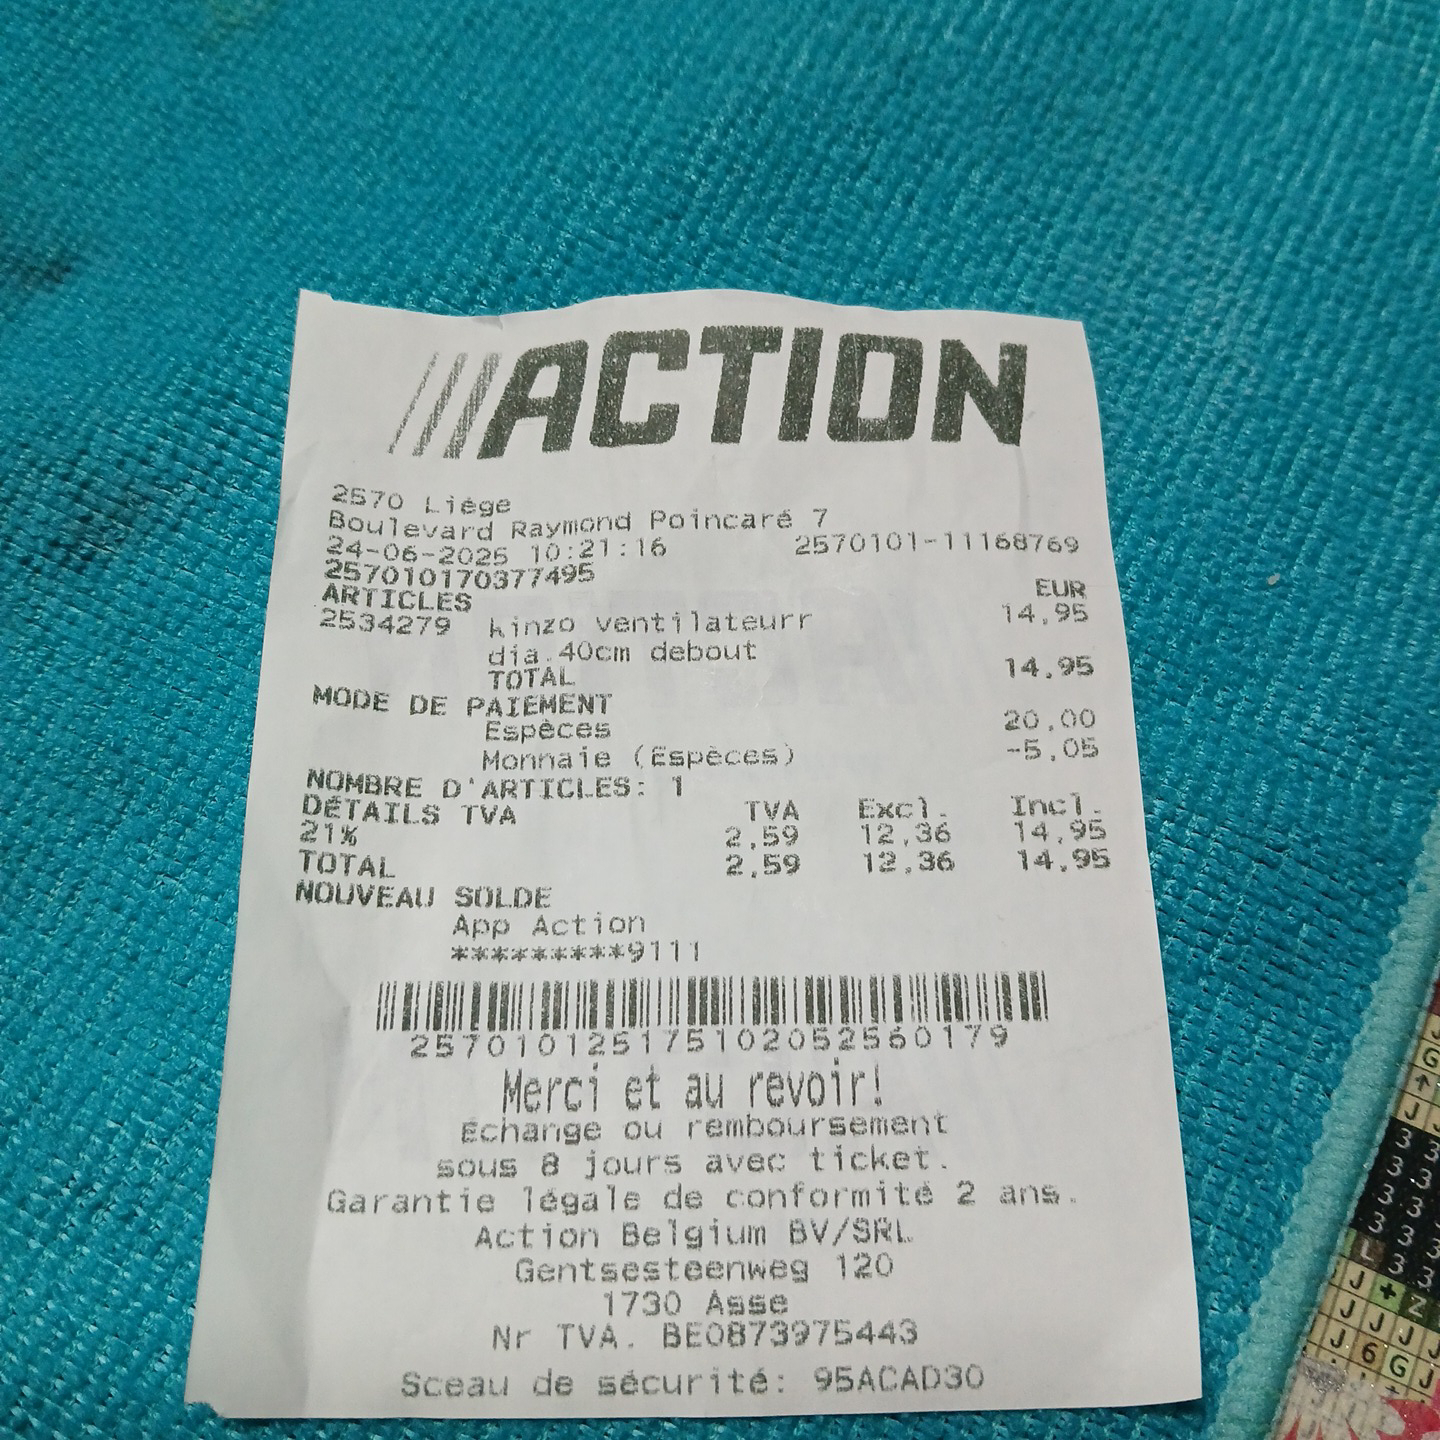 ACTION
2570 Liège
Boulevard Raymond Poincaré 7
24-06-2025 10:21:16 2570101-11168769
257010170377495
ARTICLES EUR
2534279 kinzo ventilateurr 14,95
dia.40cm debout
TOTAL 14,95
MODE DE PAIEMENT
Espèces 20,00
Monnaie (Espèces) -5,05
NOMBRE D'ARTICLES: 1
DÉTAILS TVA TVA Excl. Incl.
21% 2,59 12,36 14,95
TOTAL 2,59 12,36 14,95
NOUVEAU SOLDE
App Action
*********9111
257010125175102052560179
Merci et au revoir!
Echange ou remboursement
sous 8 jours avec ticket.
Garantie légale de conformité 2 ans.
Action Belgium BV/SRL
Gentsesteenweg 120
1730 Asse
Nr TVA. BE0873975443
Sceau de sécurité: 95ACAD30